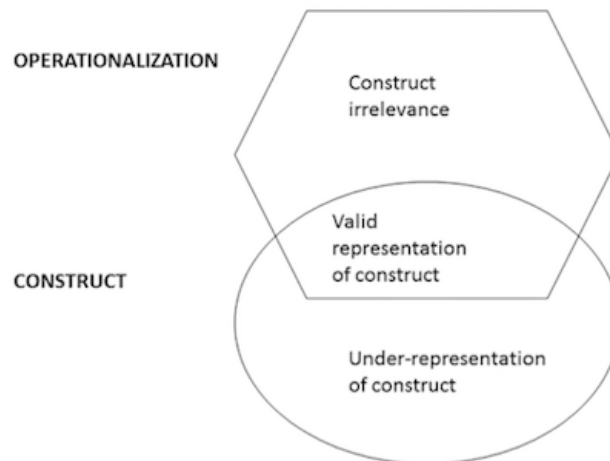 OPERATIONALIZATION
Construct
irrelevance
Valid
representation
of construct
CONSTRUCT
Under-representation
of construct